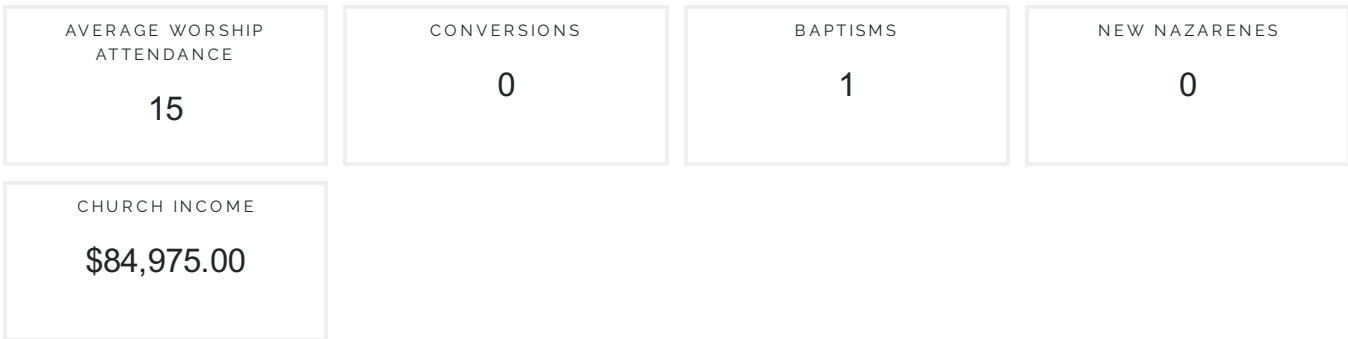 AVERAGE WORSHIP
ATTENDANCE
15
CONVERSIONS
0
BAPTISMS
1
NEW NAZARENES
0
CHURCH INCOME
$84,975.00